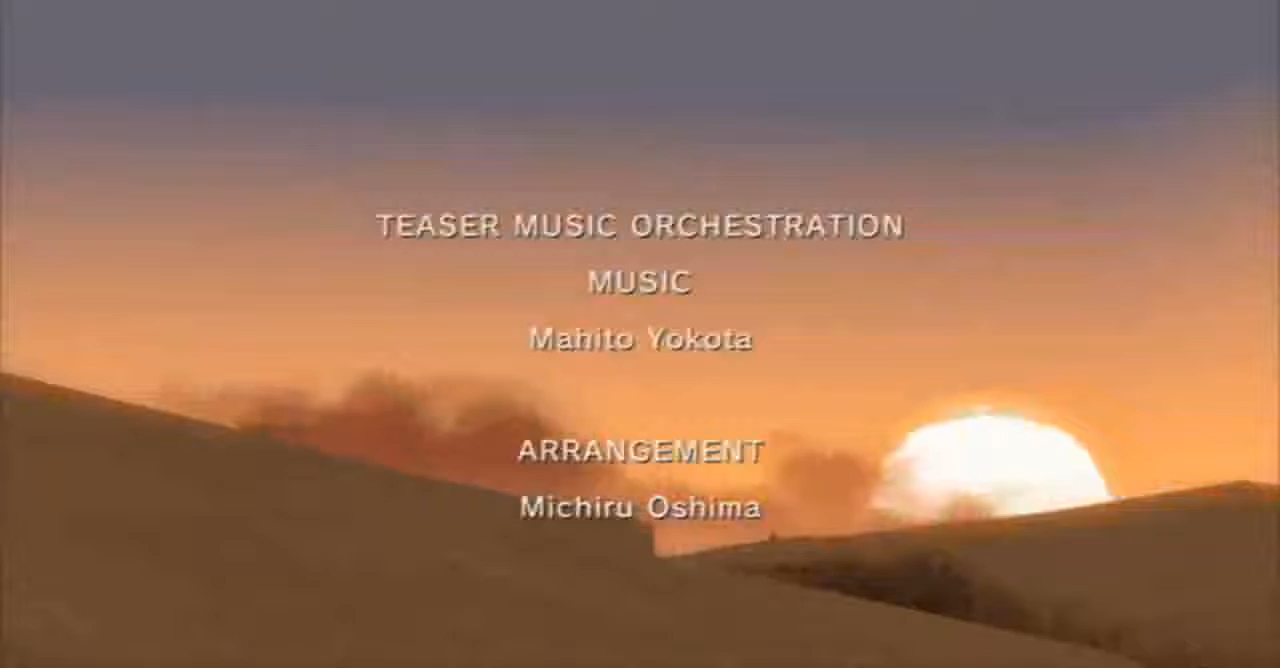 TEASER MUSIC ORCHESTRATION
MUSIC
Mahito Yokota
ARRANGEMENT
Michiru Oshima